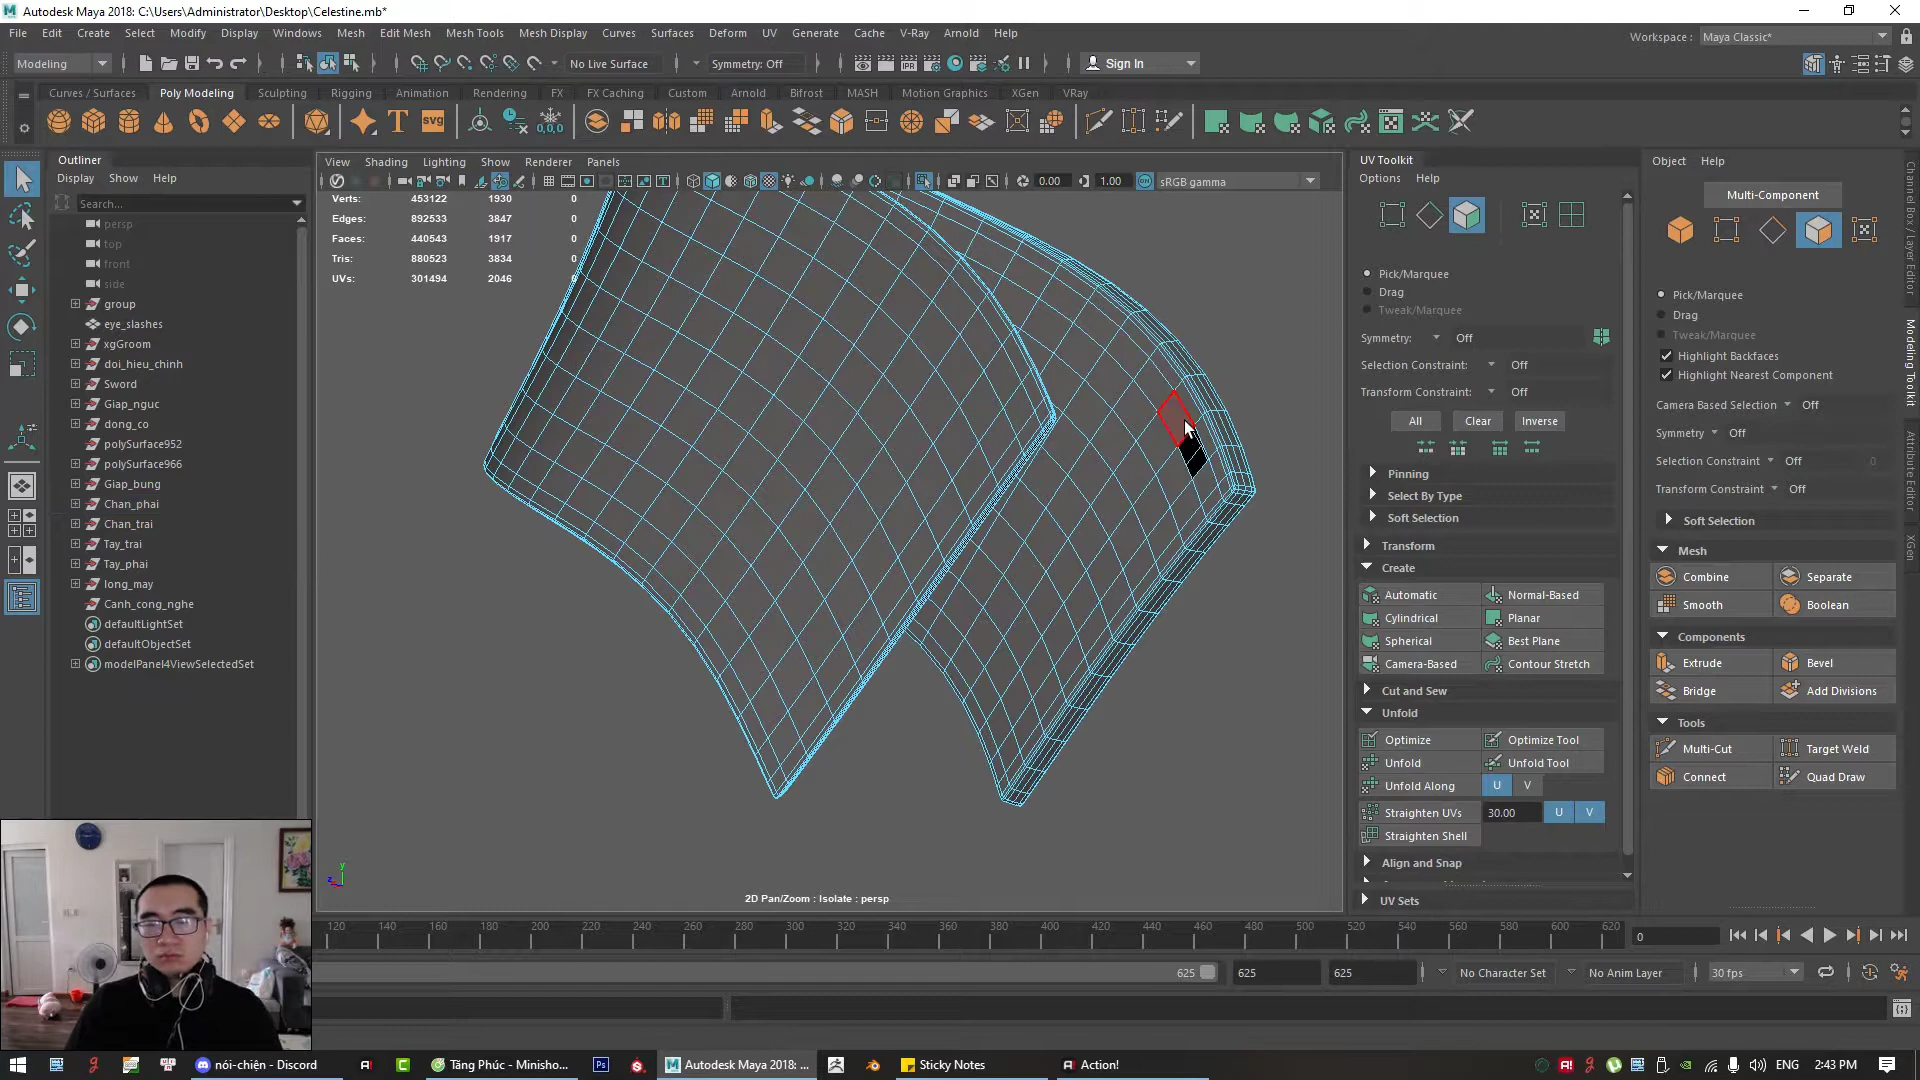 Autodesk Maya 2018: C:\Users\Administrator\Desktop\Celestine.mb*
File Edit Create Select Modify Display Windows Mesh Edit Mesh Mesh Tools Mesh Display Curves Surfaces Deform UV Generate Cache V-Ray Arnold Help
Workspace : Maya Classic*
Modeling
No Live Surface
Symmetry: Off
Sign In
Curves / Surfaces Poly Modeling Sculpting Rigging Animation Rendering FX FX Caching Custom Arnold Bifrost MASH Motion Graphics XGen VRay
Outliner
Display Show Help
Search...
persp
top
front
side
group
eye_slashes
xgGroom
doi_hieu_chinh
Sword
Giap_nguc
dong_co
polySurface952
polySurface966
Giap_bung
Chan_phai
Chan_trai
Tay_trai
Tay_phai
long_may
Canh_cong_nghe
defaultLightSet
defaultObjectSet
modelPanel4ViewSelectedSet
View Shading Lighting Show Renderer Panels
0.00 1.00 sRGB gamma
Verts: 453122 1930 0
Edges: 892533 3847 0
Faces: 440543 1917 0
Tris: 880523 3834 0
UVs: 301494 2046
2D Pan/Zoom : Isolate : persp
UV Toolkit
Options Help
Pick/Marquee
Drag
Tweak/Marquee
Symmetry: Off
Selection Constraint: Off
Transform Constraint: Off
All Clear Inverse
Pinning
Select By Type
Soft Selection
Transform
Create
Automatic Normal-Based
Cylindrical Planar
Spherical Best Plane
Camera-Based Contour Stretch
Cut and Sew
Unfold
Optimize Optimize Tool
Unfold Unfold Tool
Unfold Along U V
Straighten UVs 30.00 U V
Straighten Shell
Align and Snap
UV Sets
Object Help
Multi-Component
Pick/Marquee
Drag
Tweak/Marquee
Highlight Backfaces
Highlight Nearest Component
Camera Based Selection Off
Symmetry Off
Selection Constraint Off 0
Transform Constraint Off
Soft Selection
Mesh
Combine Separate
Smooth Boolean
Components
Extrude Bevel
Bridge Add Divisions
Tools
Multi-Cut Target Weld
Connect Quad Draw
Channel Box / Layer Editor
Modeling Toolkit
Attribute Editor
XGen
120 140 160 180 200 220 240 260 280 300 320 340 360 380 400 420 440 460 480 500 520 540 560 580 600 620
0
625 625 625
No Character Set
No Anim Layer
30 fps
nói-chiện - Discord
Tăng Phúc - Minisho...
Autodesk Maya 2018: ...
Sticky Notes
Action!
ENG 2:43 PM